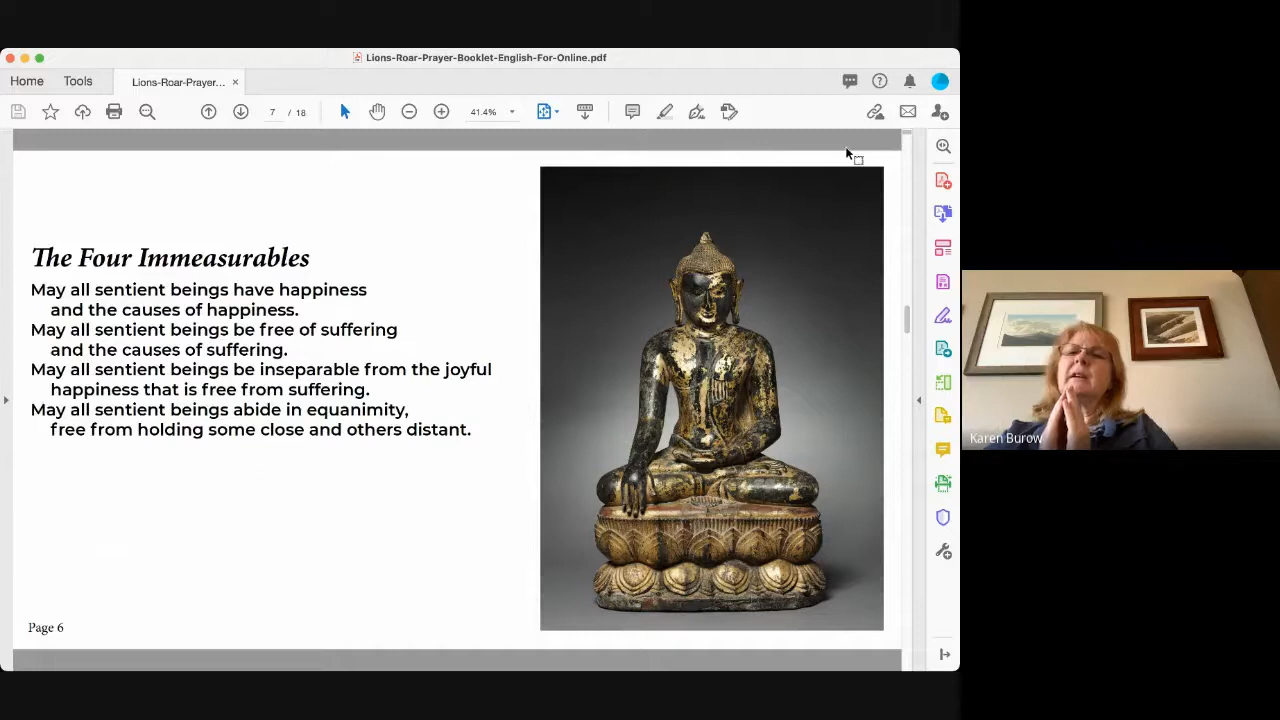 Lions-Roar-Prayer-Booklet-English-For-Online.pdf
Home
Tools
Lions-Roar-Prayer...
7 / 18
41.4%
The Four Immeasurables
May all sentient beings have happiness
and the causes of happiness.
May all sentient beings be free of suffering
and the causes of suffering.
May all sentient beings be inseparable from the joyful
happiness that is free from suffering.
May all sentient beings abide in equanimity,
free from holding some close and others distant.
Page 6
Karen Burow